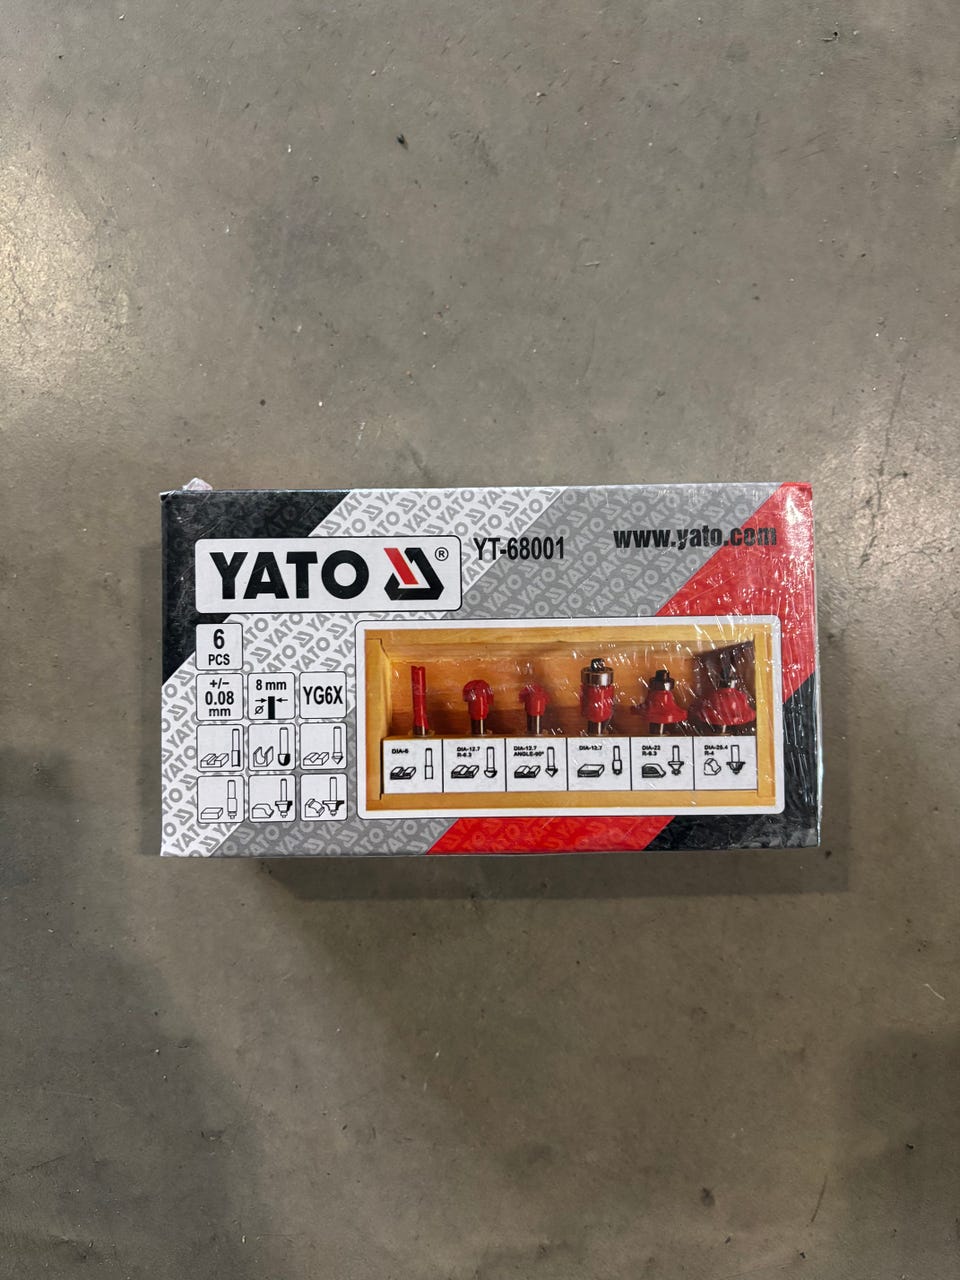 YATO ®
YT-68001
www.yato.com
6
PCS
+/-
0.08
mm
8 mm
Ø
YG6X
DIA-6
DIA-12.7
R-6.3
DIA-12.7
ANGLE-90°
DIA-12.7
DIA-22
R-6.3
DIA-25.4
R-4